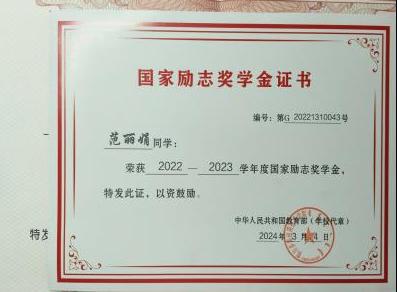 国家励志奖学金证书
编号：第G 20221310043号
范丽娟同学：
荣获 2022 — 2023 学年度国家励志奖学金，
特发此证，以资鼓励。
中华人民共和国教育部（学校代章）
2024年 3月 4日
特发